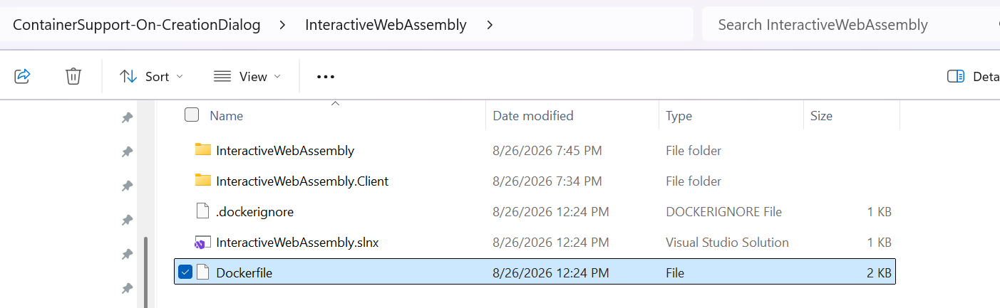 ContainerSupport-On-CreationDialog > InteractiveWebAssembly >
Search InteractiveWebAssembly
Sort View ... Deta
Name Date modified Type Size
InteractiveWebAssembly 8/26/2026 7:45 PM File folder
InteractiveWebAssembly.Client 8/26/2026 7:34 PM File folder
.dockerignore 8/26/2026 12:24 PM DOCKERIGNORE File 1 KB
InteractiveWebAssembly.slnx 8/26/2026 12:24 PM Visual Studio Solution 1 KB
Dockerfile 8/26/2026 12:24 PM File 2 KB